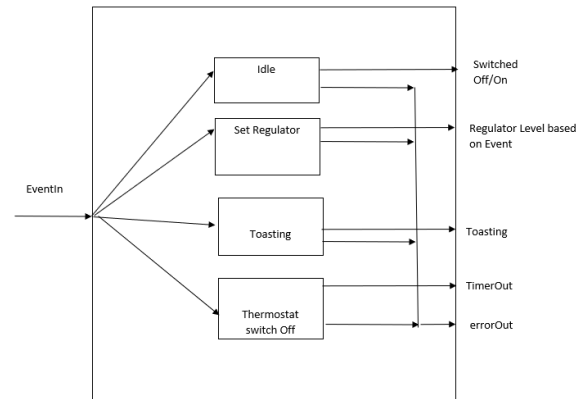 Idle
Switched
Off/On
Set Regulator
Regulator Level based
on Event
EventIn
Toasting
Toasting
TimerOut
Thermostat
switch Off
errorOut